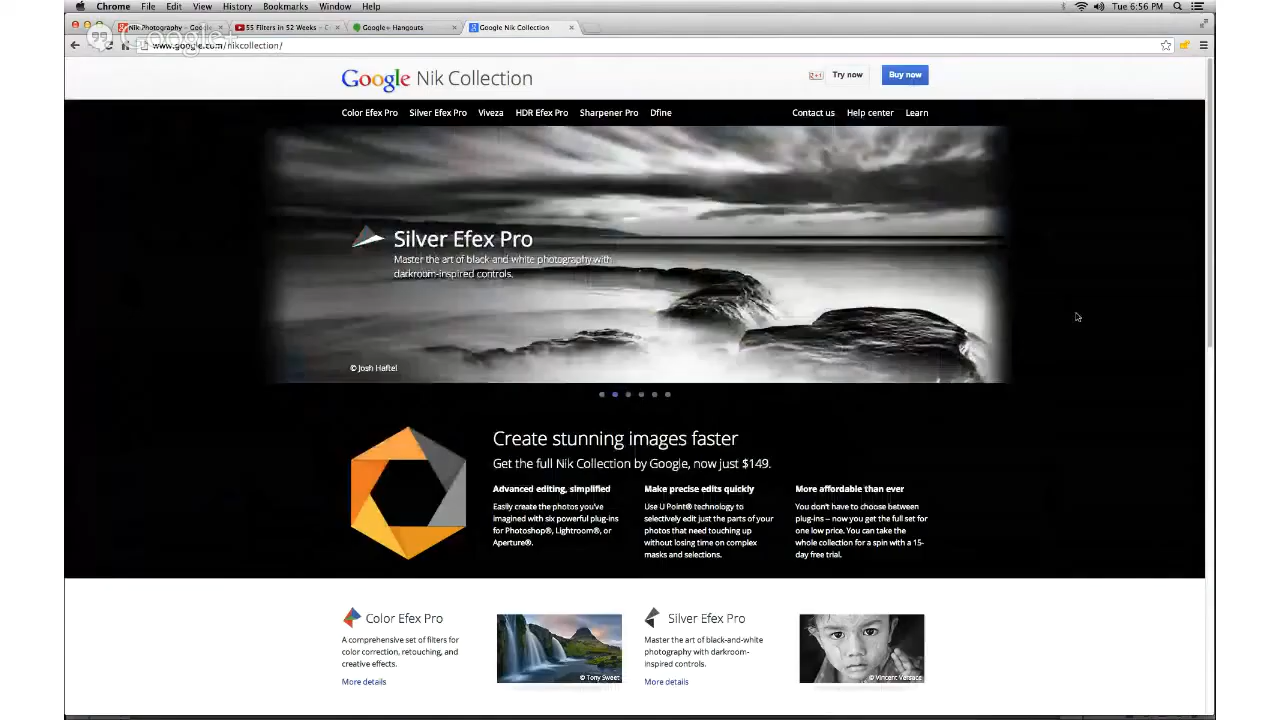 Chrome File Edit View History Bookmarks Window Help Tue 6:56 PM
Nik Photography – Goo 55 Filters in 52 Weeks – C Google+ Hangouts Google Nik Collection
Google+
www.google.com/nikcollection/
Google Nik Collection Try now Buy now
Color Efex Pro Silver Efex Pro Viveza HDR Efex Pro Sharpener Pro Dfine Contact us Help center Learn
Silver Efex Pro
Master the art of black-and-white photography with
darkroom-inspired controls.
© Josh Haftel
Create stunning images faster
Get the full Nik Collection by Google, now just $149.
Advanced editing, simplified
Easily create the photos you've
imagined with six powerful plug-ins
for Photoshop®, Lightroom®, or
Aperture®.
Make precise edits quickly
Use U Point® technology to
selectively edit just the parts of your
photos that need touching up
without losing time on complex
masks and selections.
More affordable than ever
You don't have to choose between
plug-ins – now you get the full set for
one low price. You can take the
whole collection for a spin with a 15-
day free trial.
Color Efex Pro
A comprehensive set of filters for
color correction, retouching, and
creative effects.
More details
© Tony Sweet
Silver Efex Pro
Master the art of black-and-white
photography with darkroom-
inspired controls.
More details
© Vincent Versace